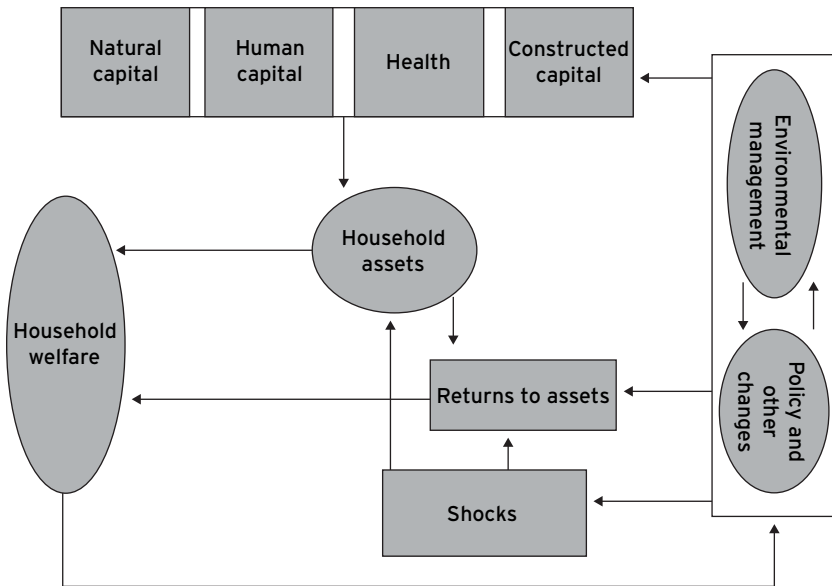 Natural
capital
Human
capital
Health
Constructed
capital
Environmental
management
Household
assets
Household
welfare
Returns to assets
Policy and
other
changes
Shocks